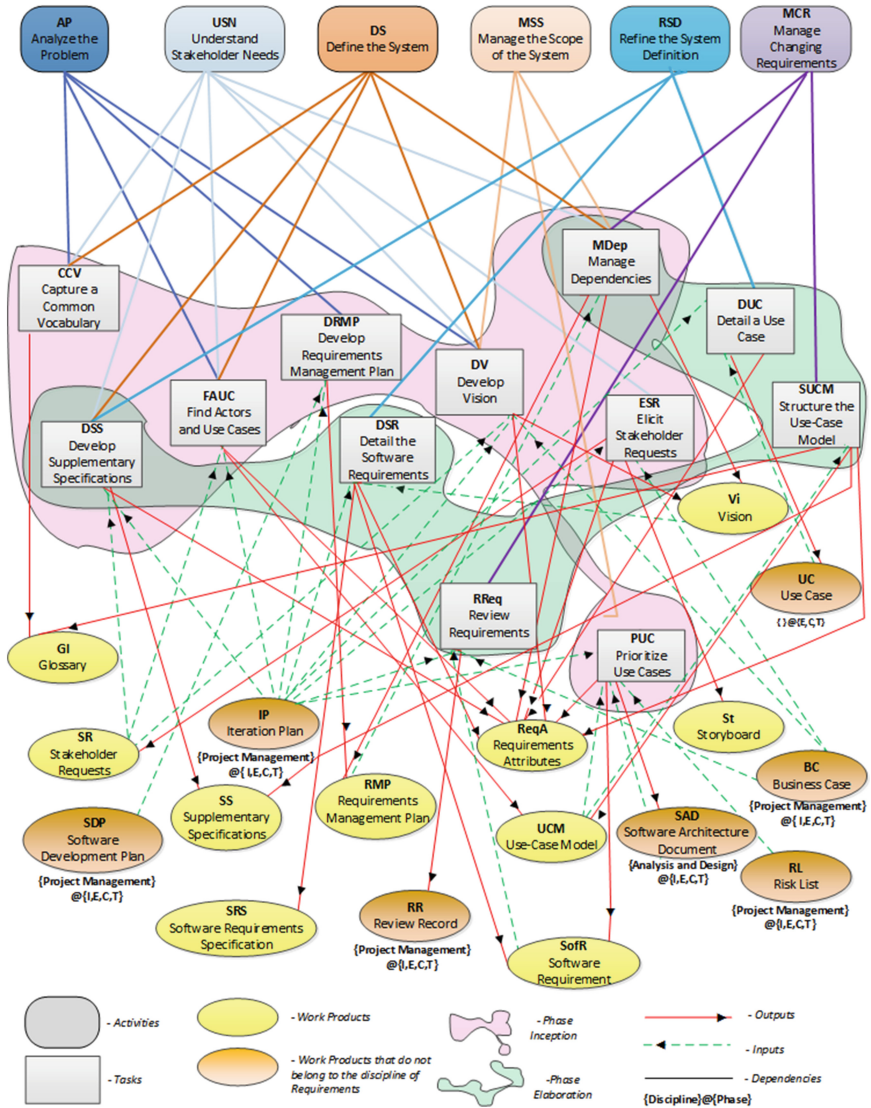 AP
Analyze the
Problem
USN
Understand
Stakeholder Needs
DS
Define the System
MSS
Manage the Scope
of the System
RSD
Refine the System
Definition
MCR
Manage
Changing
Requirements
MDep
Manage
Dependencies
CCV
Capture a
Common
Vocabulary
DUC
Detail a Use
Case
DRMP
Develop
Requirements
Management Plan
DV
Develop
Vision
FAUC
Find Actors
and Use Cases
ESR
Elicit
Stakeholder
Requests
SUCM
Structure the
Use-Case
Model
DSS
Develop
Supplementary
Specifications
DSR
Detail the
Software
Requirements
Vi
Vision
UC
Use Case
{ }@{E,C,T}
RReq
Review
Requirements
PUC
Prioritize
Use Cases
GI
Glossary
IP
Iteration Plan
{Project Management}
@{ I,E,C,T}
St
Storyboard
SR
Stakeholder
Requests
ReqA
Requirements
Attributes
BC
Business Case
{Project Management}
@{ I,E,C,T}
SS
Supplementary
Specifications
RMP
Requirements
Management Plan
SDP
Software
Development Plan
{Project Management}
@{I,E,C,T}
UCM
Use-Case Model
SAD
Software Architecture
Document
{Analysis and Design}
@{I,E,C,T}
RL
Risk List
{Project Management}
@{I,E,C,T}
SRS
Software Requirements
Specification
RR
Review Record
{Project Management}
@{I,E,C,T}
SofR
Software
Requirement
- Activities
- Tasks
- Work Products
- Work Products that do not
belong to the discipline of
Requirements
- Phase
Inception
- Phase
Elaboration
- Outputs
- Inputs
- Dependencies
{Discipline}@{Phase}